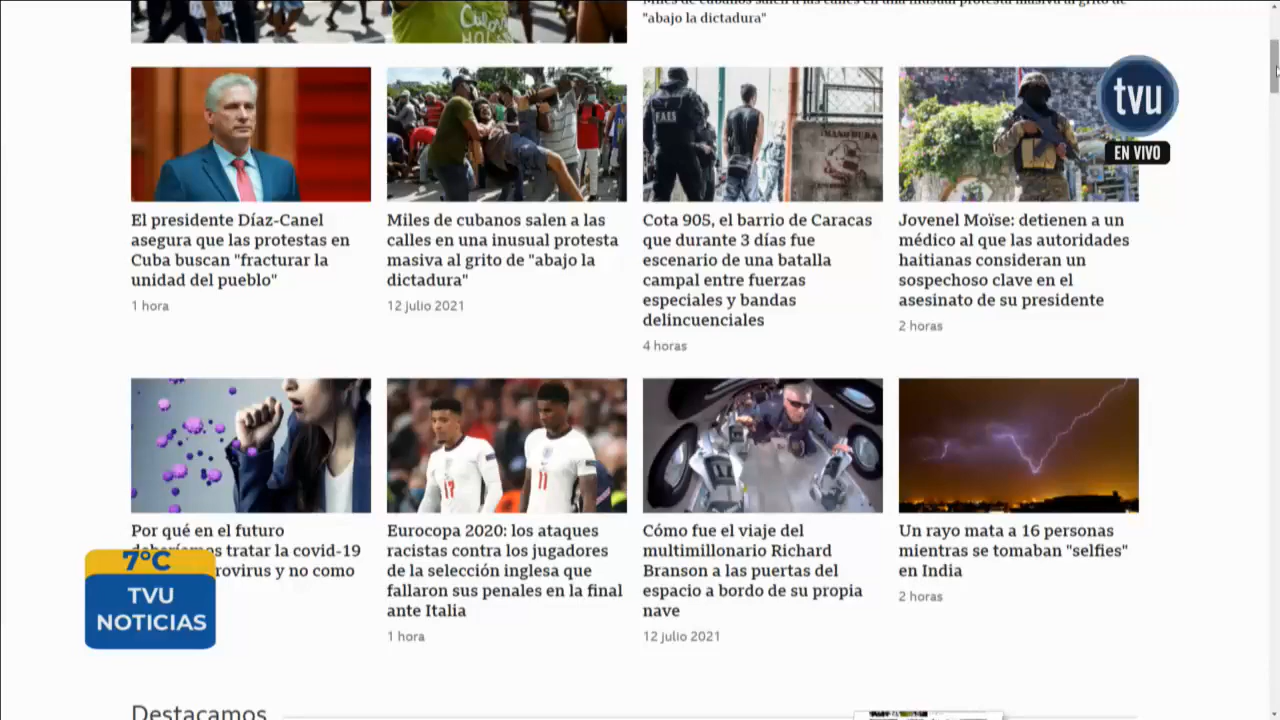 Miles de cubanos salen a las calles en una inusual protesta masiva al grito de
"abajo la dictadura"
tvu
EN VIVO
FAES
MANO DURA
El presidente Díaz-Canel
asegura que las protestas en
Cuba buscan "fracturar la
unidad del pueblo"
1 hora
Miles de cubanos salen a las
calles en una inusual protesta
masiva al grito de "abajo la
dictadura"
12 julio 2021
Cota 905, el barrio de Caracas
que durante 3 días fue
escenario de una batalla
campal entre fuerzas
especiales y bandas
delincuenciales
4 horas
Jovenel Moïse: detienen a un
médico al que las autoridades
haitianas consideran un
sospechoso clave en el
asesinato de su presidente
2 horas
17
11
Por qué en el futuro
deberíamos tratar la covid-19
rovirus y no como
Eurocopa 2020: los ataques
racistas contra los jugadores
de la selección inglesa que
fallaron sus penales en la final
ante Italia
1 hora
Cómo fue el viaje del
multimillonario Richard
Branson a las puertas del
espacio a bordo de su propia
nave
12 julio 2021
Un rayo mata a 16 personas
mientras se tomaban "selfies"
en India
2 horas
7°C
TVU
NOTICIAS
Destacamos